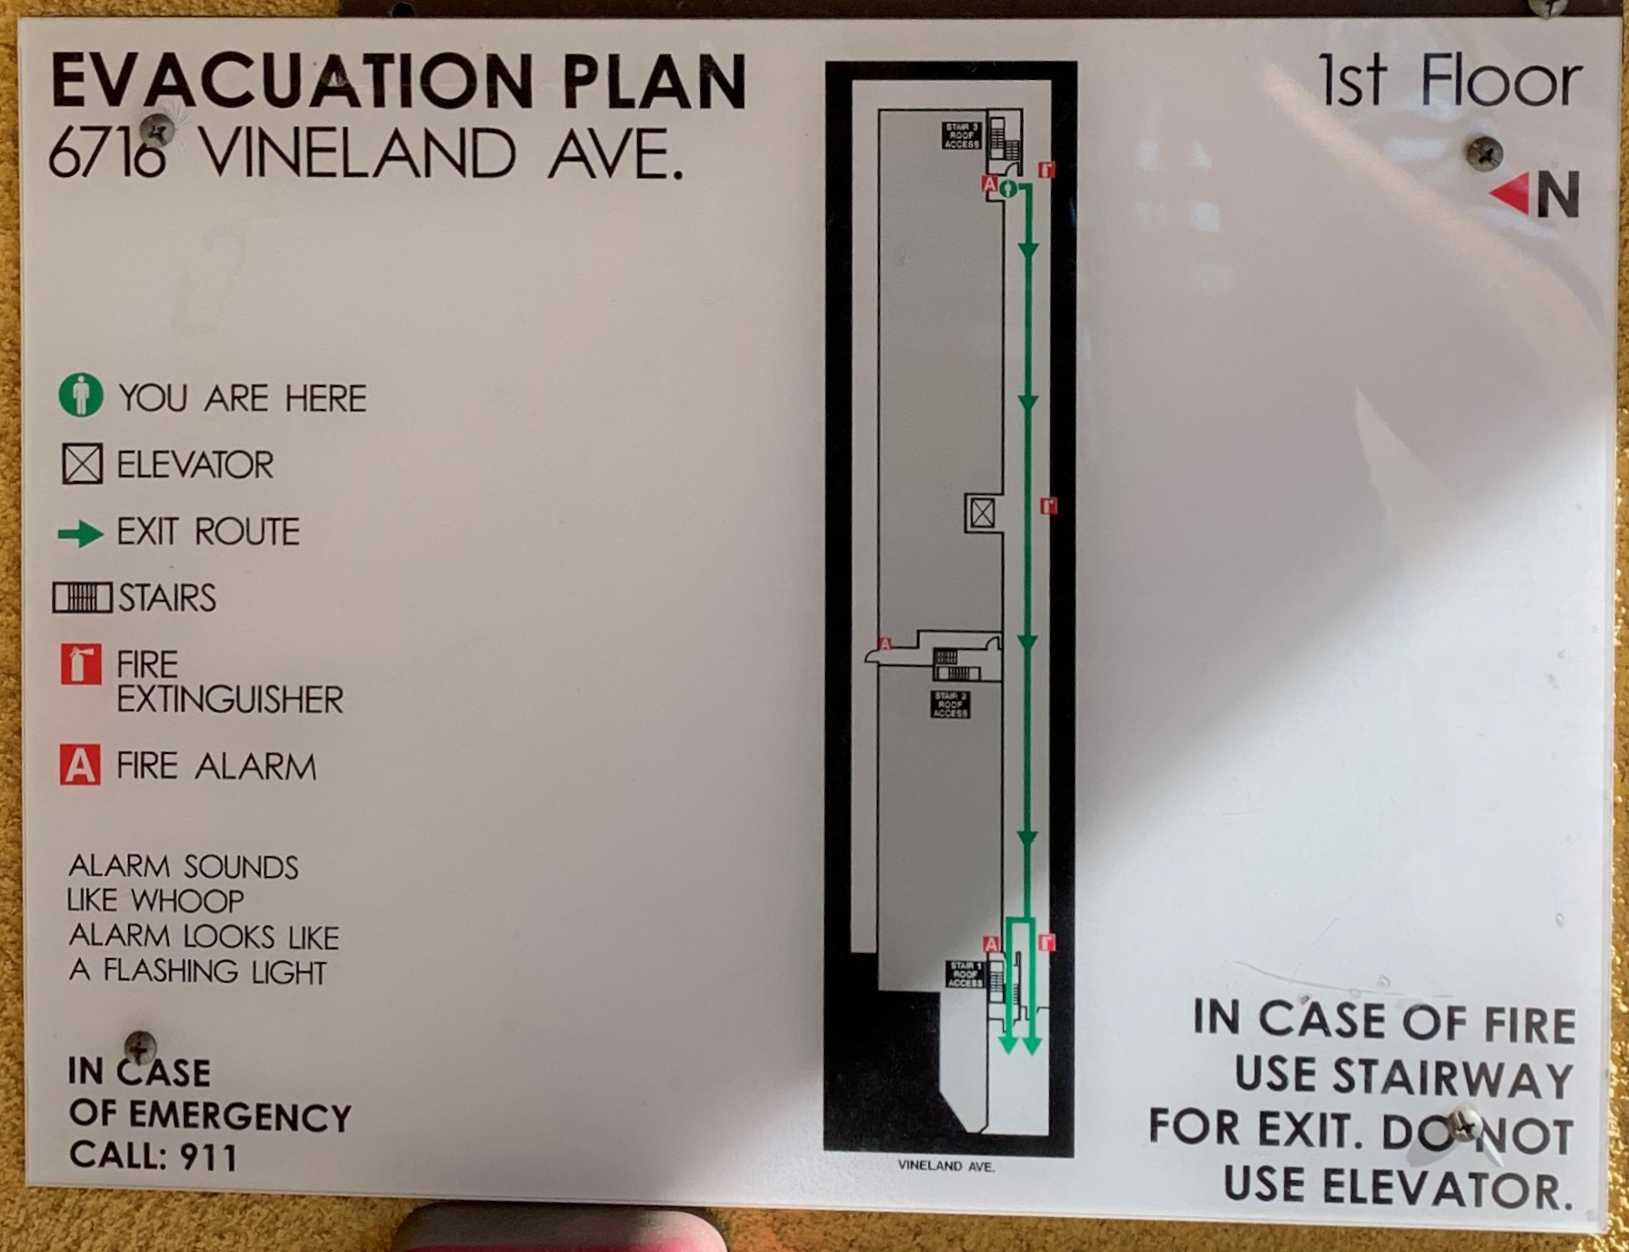 EVACUATION PLAN
6716 VINELAND AVE.
1st Floor
N
YOU ARE HERE
ELEVATOR
EXIT ROUTE
STAIRS
FIRE
EXTINGUISHER
A FIRE ALARM
ALARM SOUNDS
LIKE WHOOP
ALARM LOOKS LIKE
A FLASHING LIGHT
IN CASE
OF EMERGENCY
CALL: 911
STAIR 3
ROOF
ACCESS
A
A
STAIR 2
ROOF
ACCESS
A
STAIR 1
ROOF
ACCESS
VINELAND AVE.
IN CASE OF FIRE
USE STAIRWAY
FOR EXIT. DO NOT
USE ELEVATOR.